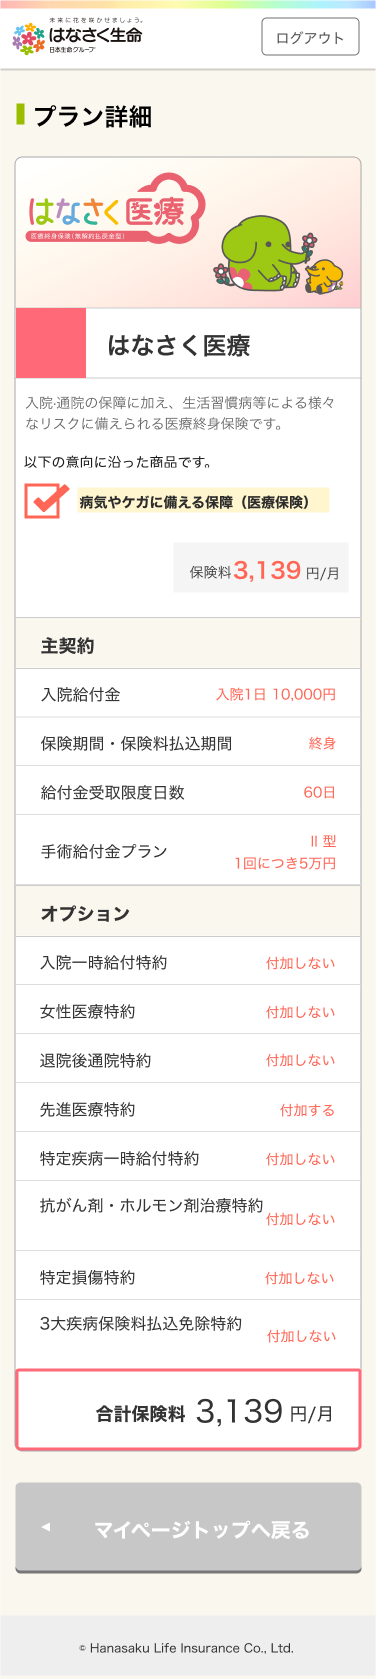 未来に花を咲かせましょう。
はなさく生命
日本生命グループ
ログアウト
プラン詳細
はなさく医療
医療終身保険(無解約払戻金型)
はなさく医療
入院·通院の保障に加え、生活習慣病等による様々
なリスクに備えられる医療終身保険です。
以下の意向に沿った商品です。
病気やケガに備える保障（医療保険）
保険料3,139 円/月
主契約
入院給付金 入院1日 10,000円
保険期間・保険料払込期間 終身
給付金受取限度日数 60日
手術給付金プラン
II 型
1回につき5万円
オプション
入院一時給付特約 付加しない
女性医療特約 付加しない
退院後通院特約 付加しない
先進医療特約 付加する
特定疾病一時給付特約 付加しない
抗がん剤・ホルモン剤治療特約
付加しない
特定損傷特約 付加しない
3大疾病保険料払込免除特約
付加しない
合計保険料 3,139 円/月
マイページトップへ戻る
© Hanasaku Life Insurance Co., Ltd.